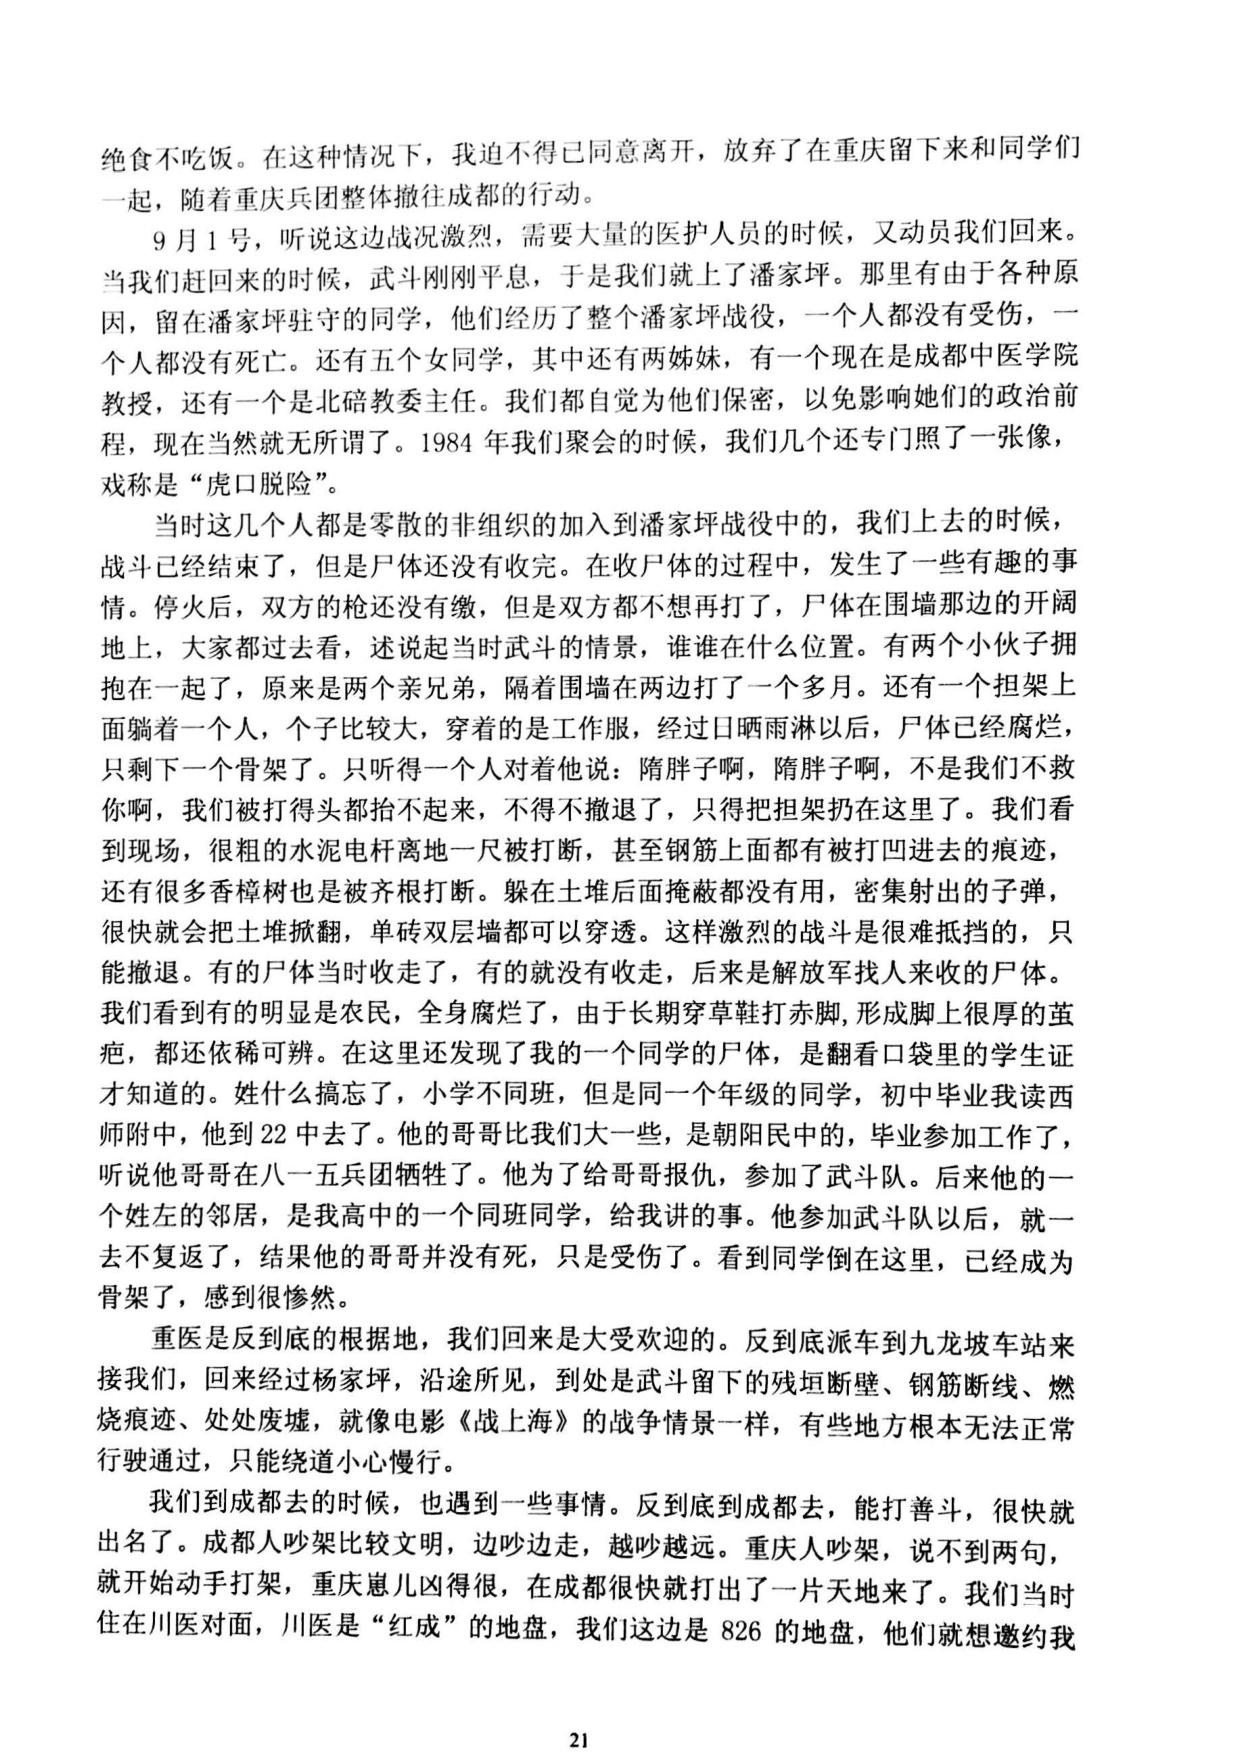 绝食不吃饭。在这种情况下，我迫不得已同意离开，放弃了在重庆留下来和同学们
一起，随着重庆兵团整体撤往成都的行动。
9月1号，听说这边战况激烈，需要大量的医护人员的时候，又动员我们回来。
当我们赶回来的时候，武斗刚刚平息，于是我们就上了潘家坪。那里有由于各种原
因，留在潘家坪驻守的同学，他们经历了整个潘家坪战役，一个人都没有受伤，一
个人都没有死亡。还有五个女同学，其中还有两姊妹，有一个现在是成都中医学院
教授，还有一个是北碚教委主任。我们都自觉为他们保密，以免影响她们的政治前
程，现在当然就无所谓了。1984 年我们聚会的时候，我们几个还专门照了一张像，
戏称是“虎口脱险”。
当时这几个人都是零散的非组织的加入到潘家坪战役中的，我们上去的时候，
战斗已经结束了，但是尸体还没有收完。在收尸体的过程中，发生了一些有趣的事
情。停火后，双方的枪还没有缴，但是双方都不想再打了，尸体在围墙那边的开阔
地上，大家都过去看，述说起当时武斗的情景，谁谁在什么位置。有两个小伙子拥
抱在一起了，原来是两个亲兄弟，隔着围墙在两边打了一个多月。还有一个担架上
面躺着一个人，个子比较大，穿着的是工作服，经过日晒雨淋以后，尸体已经腐烂，
只剩下一个骨架了。只听得一个人对着他说：隋胖子啊，隋胖子啊，不是我们不救
你啊，我们被打得头都抬不起来，不得不撤退了，只得把担架扔在这里了。我们看
到现场，很粗的水泥电杆离地一尺被打断，甚至钢筋上面都有被打凹进去的痕迹，
还有很多香樟树也是被齐根打断。躲在土堆后面掩蔽都没有用，密集射出的子弹，
很快就会把土堆掀翻，单砖双层墙都可以穿透。这样激烈的战斗是很难抵挡的，只
能撤退。有的尸体当时收走了，有的就没有收走，后来是解放军找人来收的尸体。
我们看到有的明显是农民，全身腐烂了，由于长期穿草鞋打赤脚,形成脚上很厚的茧
疤，都还依稀可辨。在这里还发现了我的一个同学的尸体，是翻看口袋里的学生证
才知道的。姓什么搞忘了，小学不同班，但是同一个年级的同学，初中毕业我读西
师附中，他到22中去了。他的哥哥比我们大一些，是朝阳民中的，毕业参加工作了，
听说他哥哥在八一五兵团牺牲了。他为了给哥哥报仇，参加了武斗队。后来他的一
个姓左的邻居，是我高中的一个同班同学，给我讲的事。他参加武斗队以后，就一
去不复返了，结果他的哥哥并没有死，只是受伤了。看到同学倒在这里，已经成为
骨架了，感到很惨然。
重医是反到底的根据地，我们回来是大受欢迎的。反到底派车到九龙坡车站来
接我们，回来经过杨家坪，沿途所见，到处是武斗留下的残垣断壁、钢筋断线、燃
烧痕迹、处处废墟，就像电影《战上海》的战争情景一样，有些地方根本无法正常
行驶通过，只能绕道小心慢行。
我们到成都去的时候，也遇到一些事情。反到底到成都去，能打善斗，很快就
出名了。成都人吵架比较文明，边吵边走，越吵越远。重庆人吵架，说不到两句，
就开始动手打架，重庆崽儿凶得很，在成都很快就打出了一片天地来了。我们当时
住在川医对面，川医是“红成”的地盘，我们这边是 826 的地盘，他们就想邀约我
21